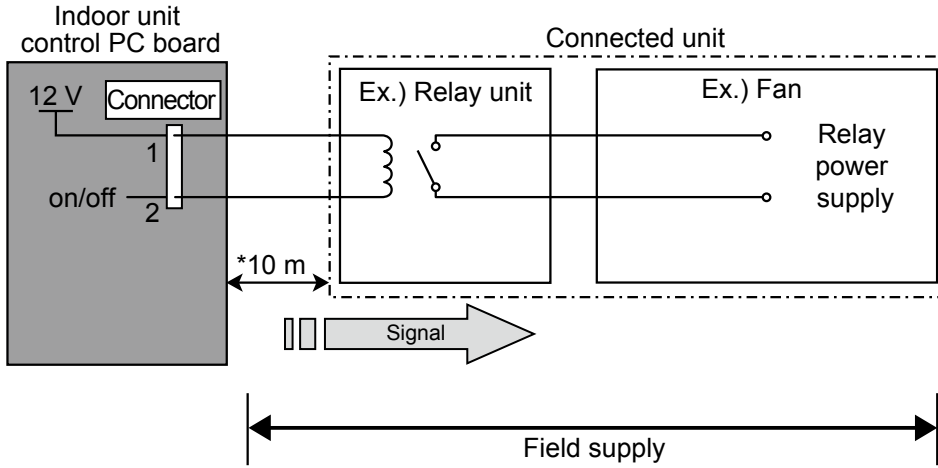 Indoor unit
control PC board
Connected unit
12 V
Connector
Ex.) Relay unit
Ex.) Fan
1
on/off
2
Relay
power
supply
*10 m
Signal
Field supply